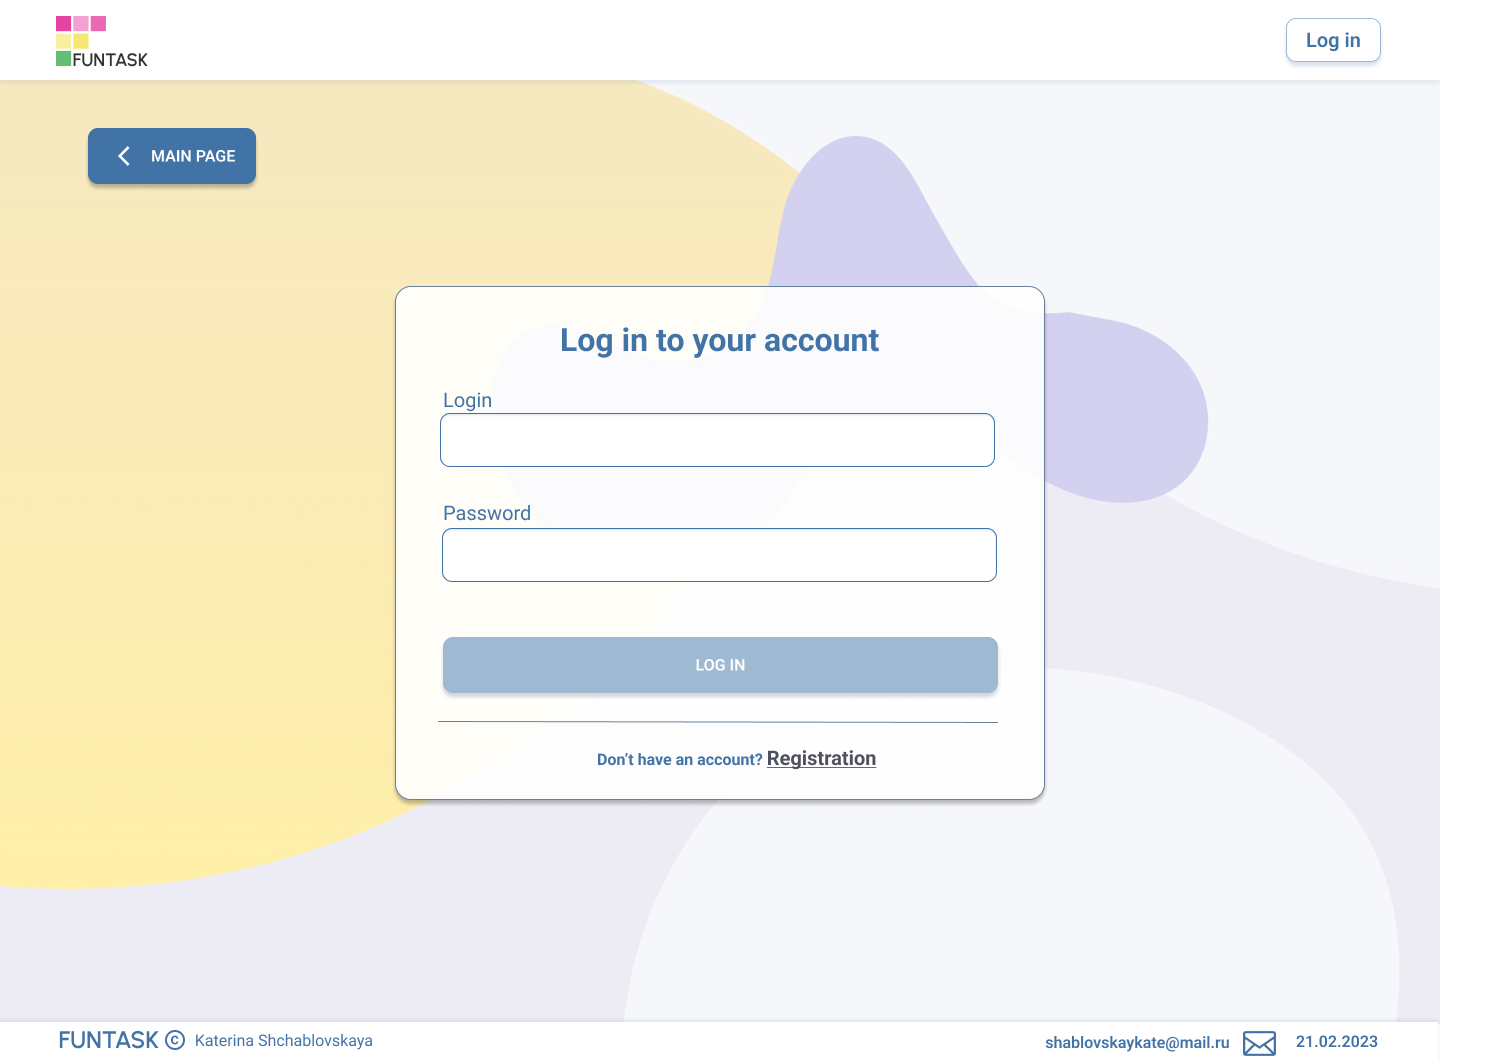 FUNTASK
Log in
MAIN PAGE
Log in to your account
Login
Password
LOG IN
Don't have an account? Registration
FUNTASK © Katerina Shchablovskaya
shablovskaykate@mail.ru 21.02.2023